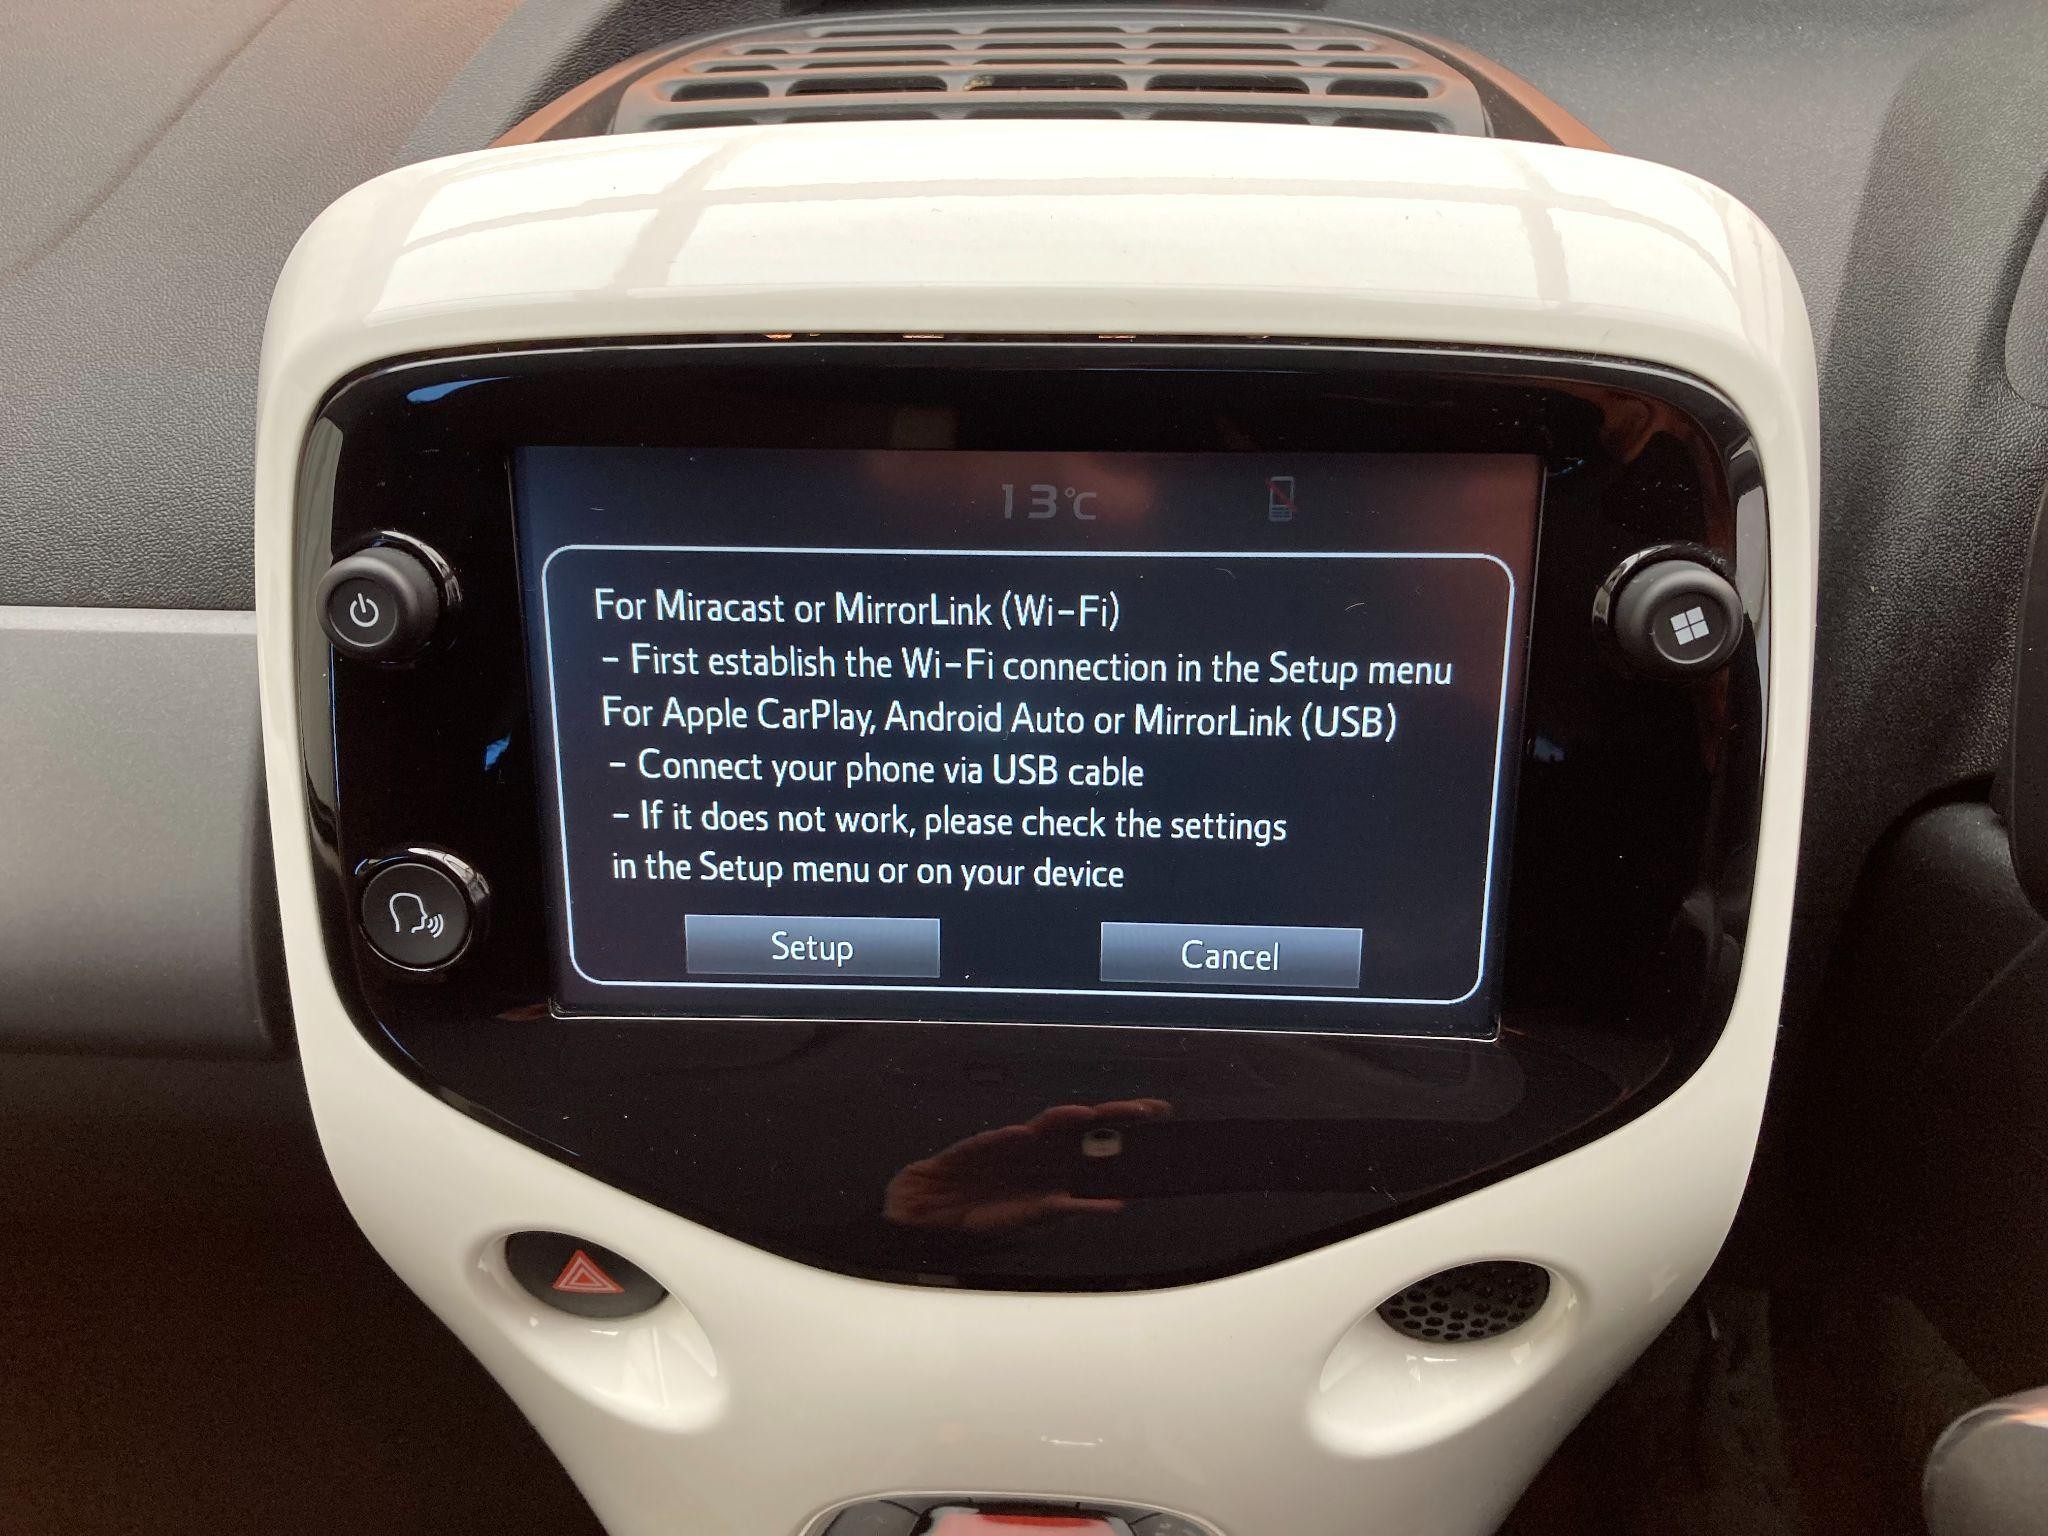 13°C
For Miracast or MirrorLink (Wi-Fi)
- First establish the Wi-Fi connection in the Setup menu
For Apple CarPlay, Android Auto or MirrorLink (USB)
- Connect your phone via USB cable
- If it does not work, please check the settings
in the Setup menu or on your device
Setup
Cancel